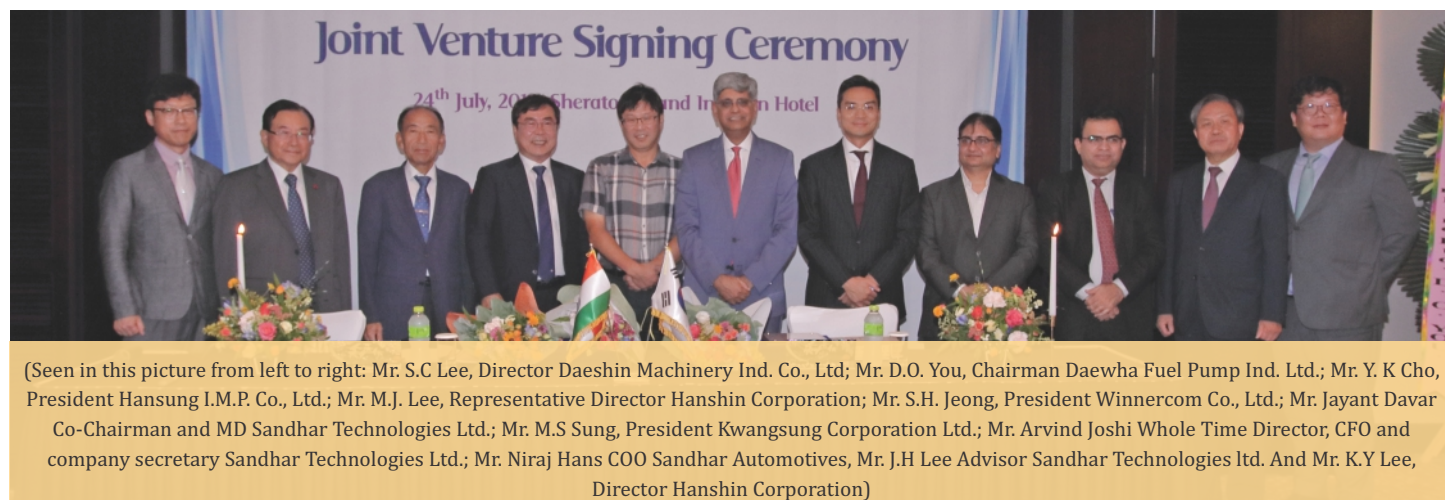 Joint Venture Signing Ceremony
24th July, Hotel
(Seen in this picture from left to right: Mr. S.C Lee, Director Daeshin Machinery Ind. Co., Ltd; Mr. D.O. You, Chairman Daewha Fuel Pump Ind. Ltd.; Mr. Y. K Cho,
President Hansung I.M.P. Co., Ltd.; Mr. M.J. Lee, Representative Director Hanshin Corporation; Mr. S.H. Jeong, President Winnercom Co., Ltd.; Mr. Jayant Davar
Co-Chairman and MD Sandhar Technologies Ltd.; Mr. M.S Sung, President Kwangsung Corporation Ltd.; Mr. Arvind Joshi Whole Time Director, CFO and
company secretary Sandhar Technologies Ltd.; Mr. Niraj Hans COO Sandhar Automotives, Mr. J.H Lee Advisor Sandhar Technologies ltd. And Mr. K.Y Lee,
Director Hanshin Corporation)